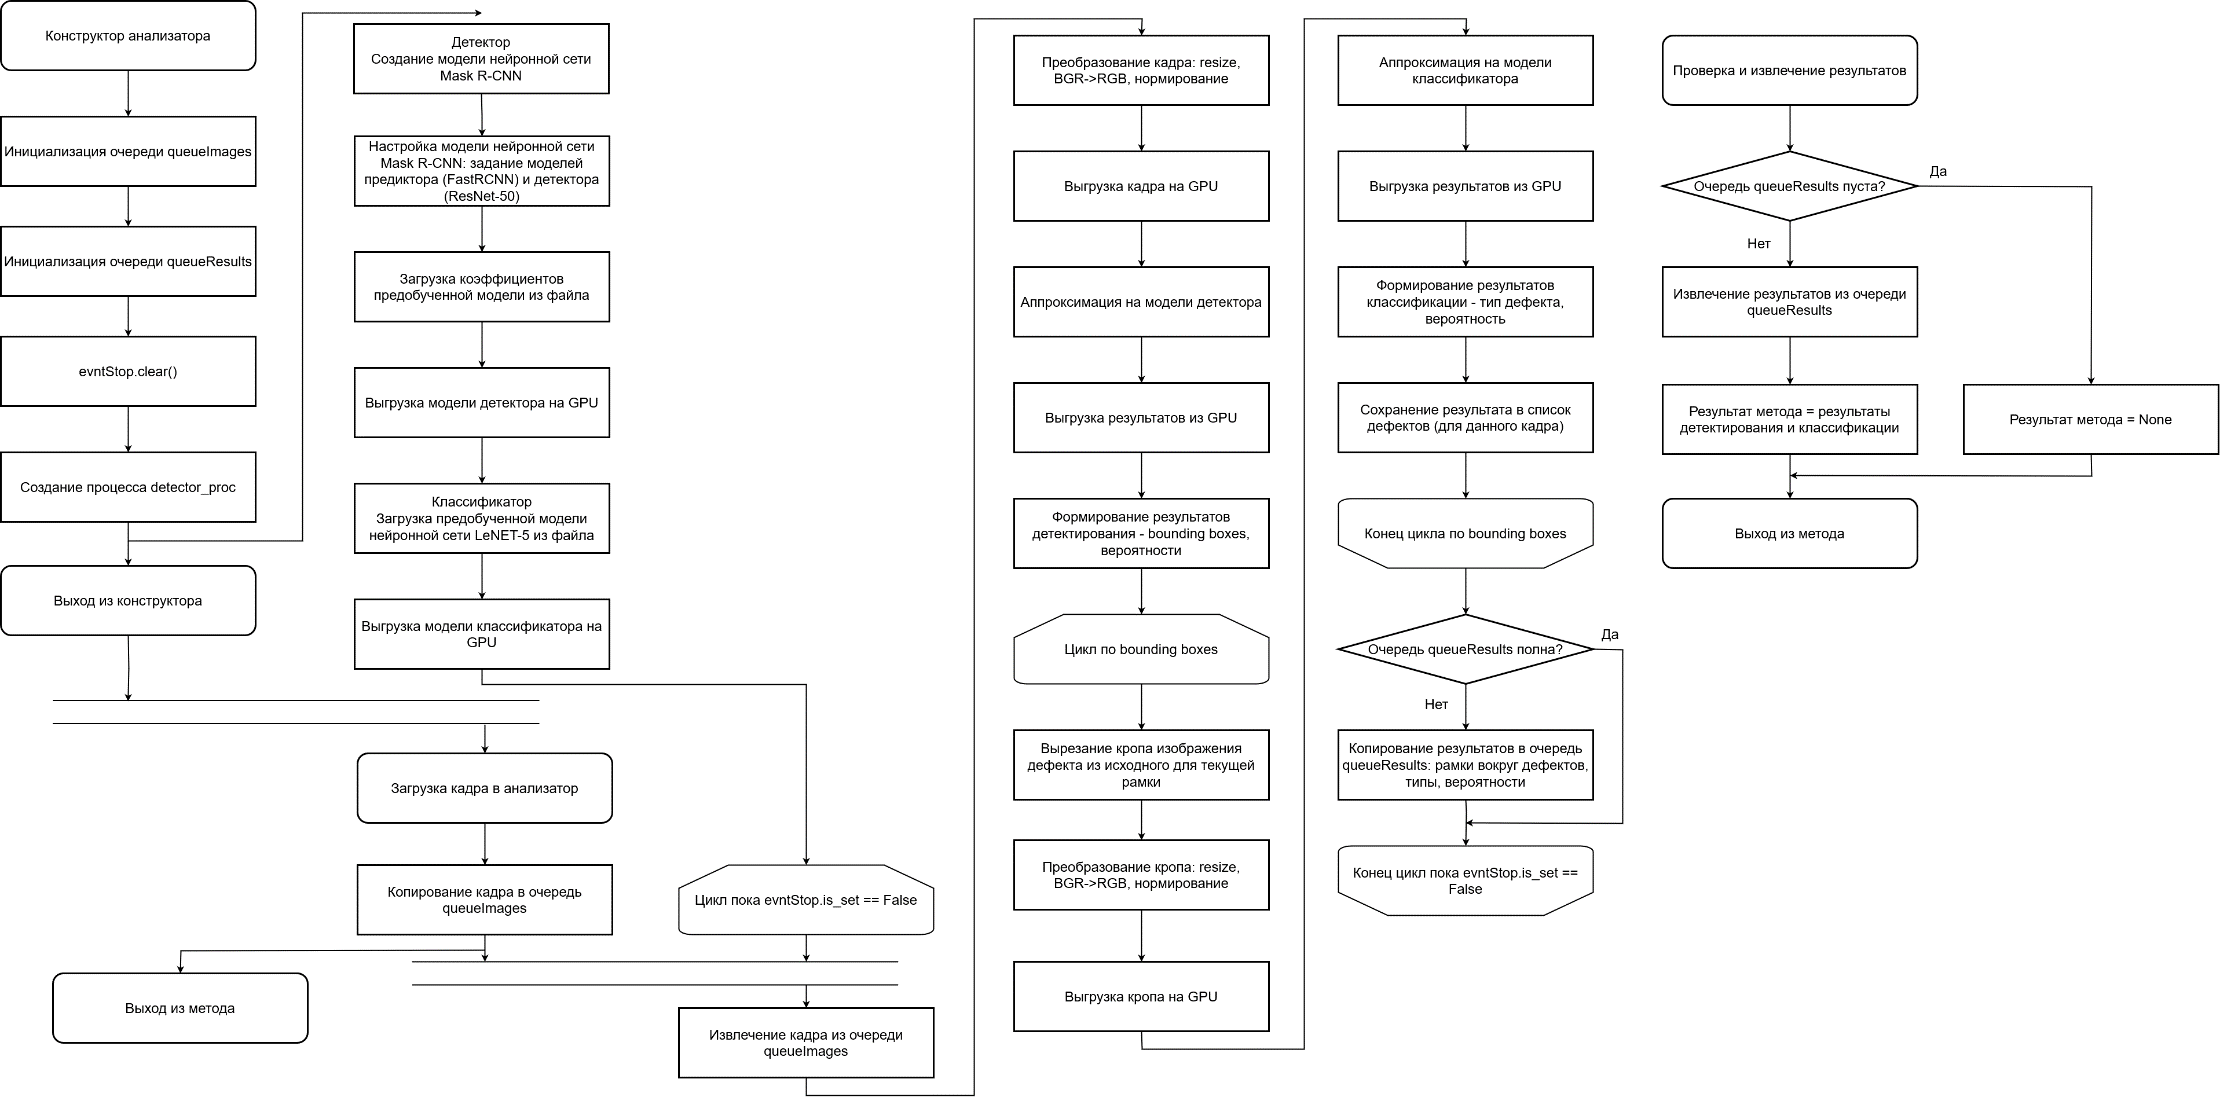 Конструктор анализатора
Инициализация очереди queueImages
Инициализация очереди queueResults
evntStop.clear()
Создание процесса detector_proc
Выход из конструктора
Детектор
Создание модели нейронной сети
Mask R-CNN
Настройка модели нейронной сети
Mask R-CNN: задание моделей
предиктора (FastRCNN) и детектора
(ResNet-50)
Загрузка коэффициентов
предобученной модели из файла
Выгрузка модели детектора на GPU
Классификатор
Загрузка предобученной модели
нейронной сети LeNET-5 из файла
Выгрузка модели классификатора на
GPU
Загрузка кадра в анализатор
Копирование кадра в очередь
queueImages
Выход из метода
Цикл пока evntStop.is_set == False
Извлечение кадра из очереди
queueImages
Преобразование кадра: resize,
BGR->RGB, нормирование
Выгрузка кадра на GPU
Аппроксимация на модели детектора
Выгрузка результатов из GPU
Формирование результатов
детектирования - bounding boxes,
вероятности
Цикл по bounding boxes
Вырезание кропа изображения
дефекта из исходного для текущей
рамки
Преобразование кропа: resize,
BGR->RGB, нормирование
Выгрузка кропа на GPU
Аппроксимация на модели
классификатора
Выгрузка результатов из GPU
Формирование результатов
классификации - тип дефекта,
вероятность
Сохранение результата в список
дефектов (для данного кадра)
Конец цикла по bounding boxes
Очередь queueResults полна?
Да
Нет
Копирование результатов в очередь
queueResults: рамки вокруг дефектов,
типы, вероятности
Конец цикл пока evntStop.is_set ==
False
Проверка и извлечение результатов
Очередь queueResults пуста?
Да
Нет
Извлечение результатов из очереди
queueResults
Результат метода = результаты
детектирования и классификации
Результат метода = None
Выход из метода